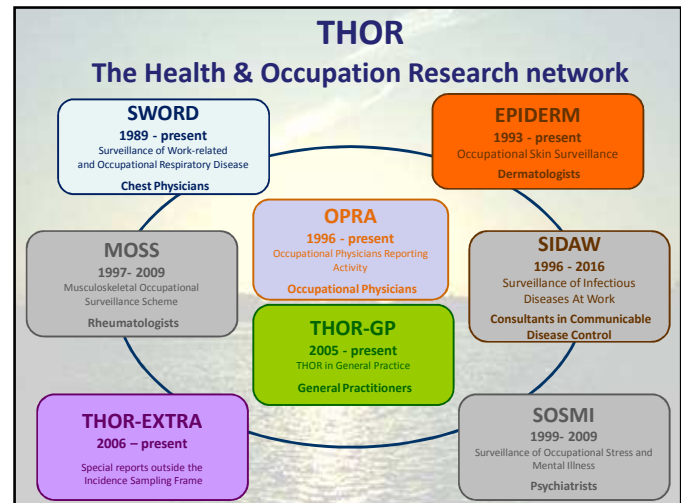 THOR
The Health & Occupation Research network
SWORD
1989 - present
Surveillance of Work-related
and Occupational Respiratory Disease
Chest Physicians
EPIDERM
1993 - present
Occupational Skin Surveillance
Dermatologists
OPRA
1996 - present
Occupational Physicians Reporting
Activity
Occupational Physicians
MOSS
1997- 2009
Musculoskeletal Occupational
Surveillance Scheme
Rheumatologists
SIDAW
1996 - 2016
Surveillance of Infectious
Diseases At Work
Consultants in Communicable
Disease Control
THOR-GP
2005 - present
THOR in General Practice
General Practitioners
THOR-EXTRA
2006 – present
Special reports outside the
Incidence Sampling Frame
SOSMI
1999- 2009
Surveillance of Occupational Stress and
Mental Illness
Psychiatrists